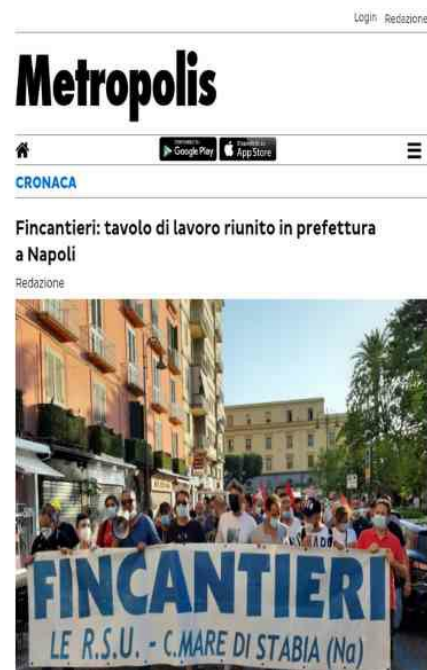 Login Redazione
Metropolis
Google Play App Store
CRONACA
Fincantieri: tavolo di lavoro riunito in prefettura
a Napoli
Redazione
FINCANTIERI
LE R.S.U. - C.MARE DI STABIA (Na)